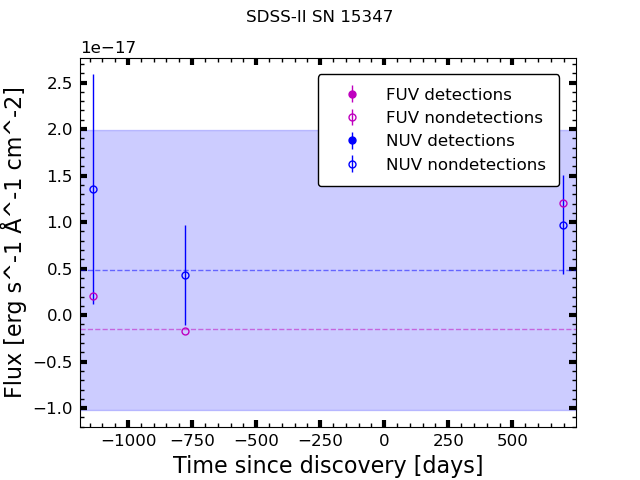 SDSS-II SN 15347
1e−17
Flux [erg s^-1 Å^-1 cm^-2]
2.5
2.0
1.5
1.0
0.5
0.0
−0.5
−1.0
FUV detections
FUV nondetections
NUV detections
NUV nondetections
−1000 −750 −500 −250 0 250 500
Time since discovery [days]